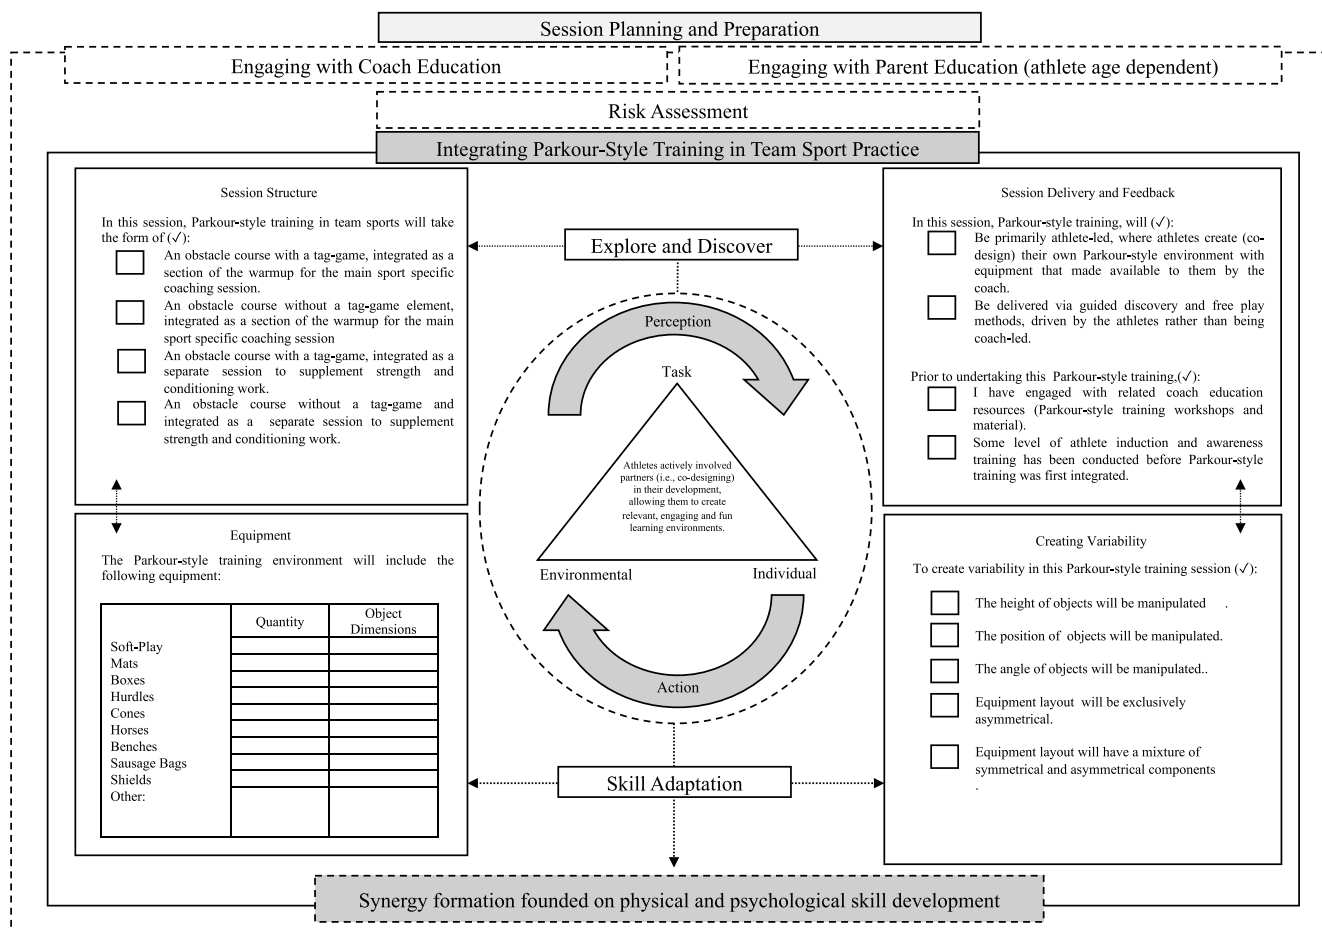 Session Planning and Preparation
Engaging with Coach Education
Engaging with Parent Education (athlete age dependent)
Risk Assessment
Integrating Parkour-Style Training in Team Sport Practice
Session Structure
In this session, Parkour-style training in team sports will take
the form of (✓):
An obstacle course with a tag-game, integrated as a
section of the warmup for the main sport specific
coaching session.
An obstacle course without a tag-game element,
integrated as a section of the warmup for the main
sport specific coaching session
An obstacle course with a tag-game, integrated as a
separate session to supplement strength and
conditioning work.
An obstacle course without a tag-game and
integrated as a separate session to supplement
strength and conditioning work.
Explore and Discover
Perception
Task
Athletes actively involved
partners (i.e., co-designing)
in their development,
allowing them to create
relevant, engaging and fun
learning environments.
Environmental
Individual
Action
Skill Adaptation
Session Delivery and Feedback
In this session, Parkour-style training, will (✓):
Be primarily athlete-led, where athletes create (co-
design) their own Parkour-style environment with
equipment that made available to them by the
coach.
Be delivered via guided discovery and free play
methods, driven by the athletes rather than being
coach-led.
Prior to undertaking this Parkour-style training,(✓):
I have engaged with related coach education
resources (Parkour-style training workshops and
material).
Some level of athlete induction and awareness
training has been conducted before Parkour-style
training was first integrated.
Equipment
The Parkour-style training environment will include the
following equipment:
Quantity
Object
Dimensions
Soft-Play
Mats
Boxes
Hurdles
Cones
Horses
Benches
Sausage Bags
Shields
Other:
Creating Variability
To create variability in this Parkour-style training session (✓):
The height of objects will be manipulated .
The position of objects will be manipulated.
The angle of objects will be manipulated..
Equipment layout will be exclusively
asymmetrical.
Equipment layout will have a mixture of
symmetrical and asymmetrical components
.
Synergy formation founded on physical and psychological skill development